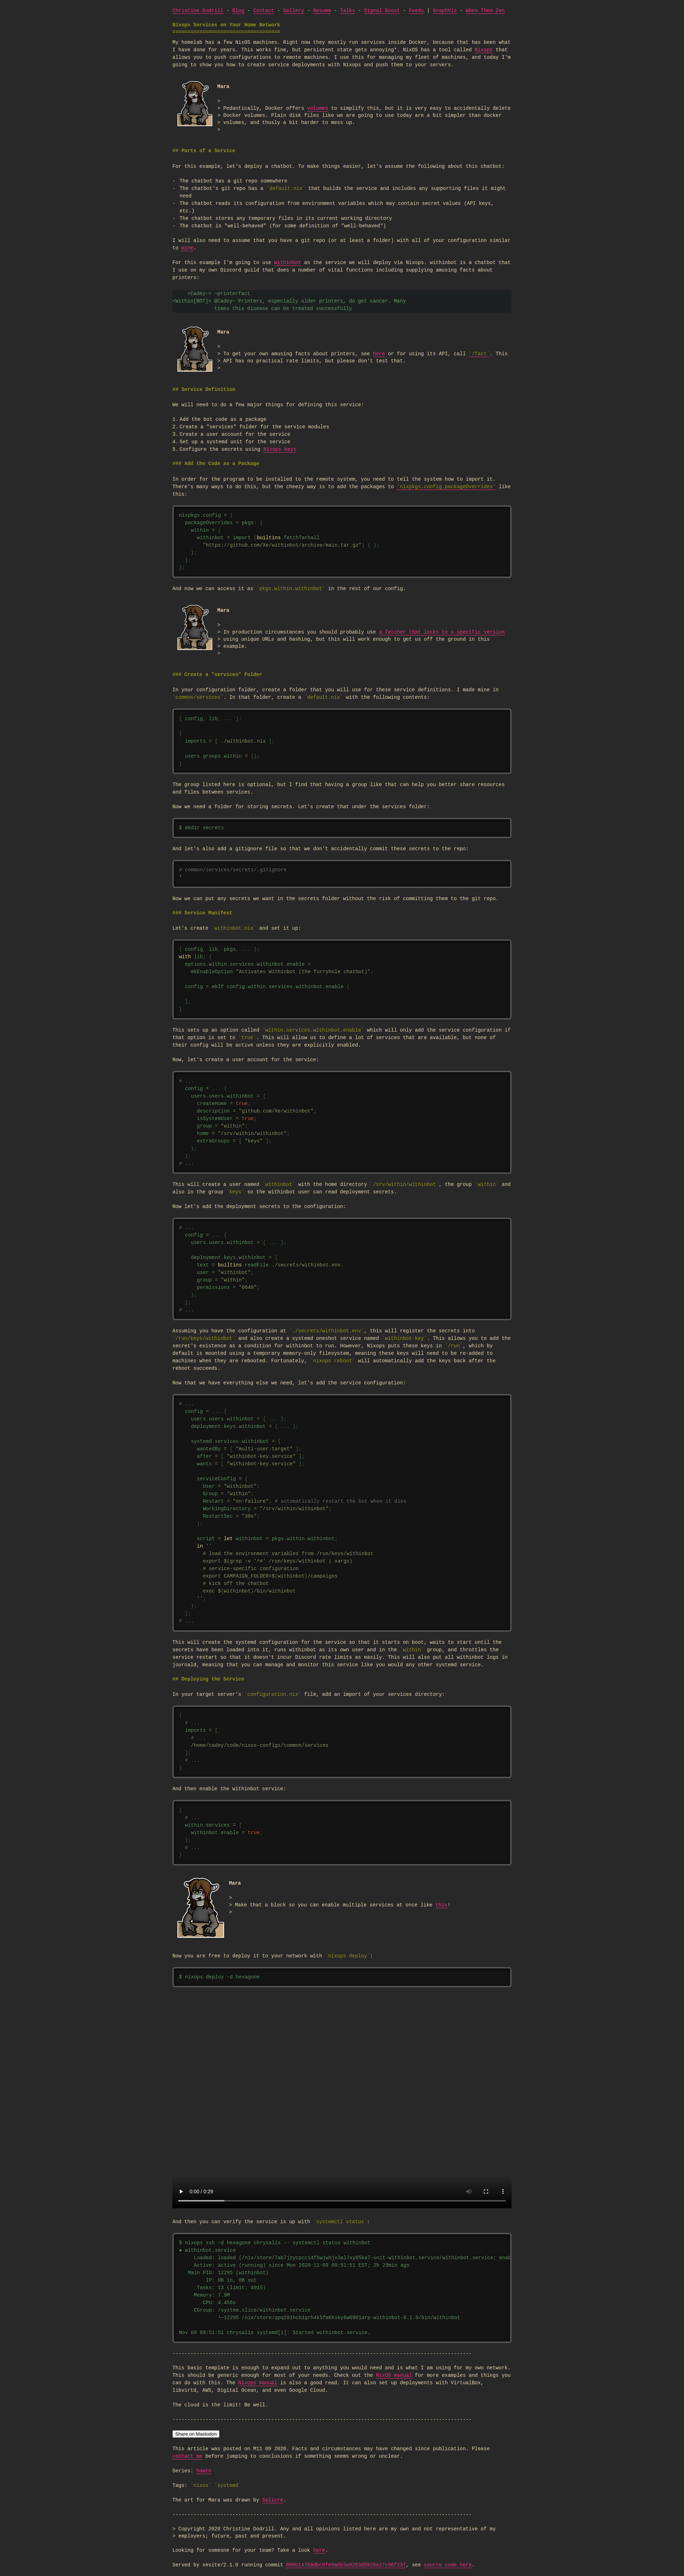 Christine Dodrill - Blog - Contact - Gallery - Resume - Talks - Signal Boost - Feeds | GraphViz - When Then Zen
Nixops Services on Your Home Network
====================================
My homelab has a few NixOS machines. Right now they mostly run services inside Docker, because that has been what
I have done for years. This works fine, but persistent state gets annoying*. NixOS has a tool called Nixops that
allows you to push configurations to remote machines. I use this for managing my fleet of machines, and today I'm
going to show you how to create service deployments with Nixops and push them to your servers.
Mara
>
> Pedantically, Docker offers volumes to simplify this, but it is very easy to accidentally delete
> Docker volumes. Plain disk files like we are going to use today are a bit simpler than docker
> volumes, and thusly a bit harder to mess up.
>
## Parts of a Service
For this example, let's deploy a chatbot. To make things easier, let's assume the following about this chatbot:
- The chatbot has a git repo somewhere
- The chatbot's git repo has a `default.nix` that builds the service and includes any supporting files it might
need
- The chatbot reads its configuration from environment variables which may contain secret values (API keys,
etc.)
- The chatbot stores any temporary files in its current working directory
- The chatbot is "well-behaved" (for some definition of "well-behaved")
I will also need to assume that you have a git repo (or at least a folder) with all of your configuration similar
to mine.
For this example I'm going to use withinbot as the service we will deploy via Nixops. withinbot is a chatbot that
I use on my own Discord guild that does a number of vital functions including supplying amusing facts about
printers:
<Cadey~> ~printerfact
<Within[BOT]> @Cadey~ Printers, especially older printers, do get cancer. Many
times this disease can be treated successfully
Mara
>
> To get your own amusing facts about printers, see here or for using its API, call `/fact`. This
> API has no practical rate limits, but please don't test that.
>
## Service Definition
We will need to do a few major things for defining this service:
1. Add the bot code as a package
2. Create a "services" folder for the service modules
3. Create a user account for the service
4. Set up a systemd unit for the service
5. Configure the secrets using Nixops keys
### Add the Code as a Package
In order for the program to be installed to the remote system, you need to tell the system how to import it.
There's many ways to do this, but the cheezy way is to add the packages to `nixpkgs.config.packageOverrides` like
this:
nixpkgs.config = {
packageOverrides = pkgs: {
within = {
withinbot = import (builtins.fetchTarball
"https://github.com/Xe/withinbot/archive/main.tar.gz") { };
};
};
};
And now we can access it as `pkgs.within.withinbot` in the rest of our config.
Mara
>
> In production circumstances you should probably use a fetcher that locks to a specific version
> using unique URLs and hashing, but this will work enough to get us off the ground in this
> example.
>
### Create a "services" Folder
In your configuration folder, create a folder that you will use for these service definitions. I made mine in
`common/services`. In that folder, create a `default.nix` with the following contents:
{ config, lib, ... }:
{
imports = [ ./withinbot.nix ];
users.groups.within = {};
}
The group listed here is optional, but I find that having a group like that can help you better share resources
and files between services.
Now we need a folder for storing secrets. Let's create that under the services folder:
$ mkdir secrets
And let's also add a gitignore file so that we don't accidentally commit these secrets to the repo:
# common/services/secrets/.gitignore
*
Now we can put any secrets we want in the secrets folder without the risk of committing them to the git repo.
### Service Manifest
Let's create `withinbot.nix` and set it up:
{ config, lib, pkgs, ... }:
with lib; {
options.within.services.withinbot.enable =
mkEnableOption "Activates Withinbot (the furryhole chatbot)";
config = mkIf config.within.services.withinbot.enable {
};
}
This sets up an option called `within.services.withinbot.enable` which will only add the service configuration if
that option is set to `true`. This will allow us to define a lot of services that are available, but none of
their config will be active unless they are explicitly enabled.
Now, let's create a user account for the service:
# ...
config = ... {
users.users.withinbot = {
createHome = true;
description = "github.com/Xe/withinbot";
isSystemUser = true;
group = "within";
home = "/srv/within/withinbot";
extraGroups = [ "keys" ];
};
};
# ...
This will create a user named `withinbot` with the home directory `/srv/within/withinbot`, the group `within` and
also in the group `keys` so the withinbot user can read deployment secrets.
Now let's add the deployment secrets to the configuration:
# ...
config = ... {
users.users.withinbot = { ... };
deployment.keys.withinbot = {
text = builtins.readFile ./secrets/withinbot.env;
user = "withinbot";
group = "within";
permissions = "0640";
};
};
# ...
Assuming you have the configuration at `./secrets/withinbot.env`, this will register the secrets into
`/run/keys/withinbot` and also create a systemd oneshot service named `withinbot-key`. This allows you to add the
secret's existence as a condition for withinbot to run. However, Nixops puts these keys in `/run`, which by
default is mounted using a temporary memory-only filesystem, meaning these keys will need to be re-added to
machines when they are rebooted. Fortunately, `nixops reboot` will automatically add the keys back after the
reboot succeeds.
Now that we have everything else we need, let's add the service configuration:
# ...
config = ... {
users.users.withinbot = { ... };
deployment.keys.withinbot = { ... };
systemd.services.withinbot = {
wantedBy = [ "multi-user.target" ];
after = [ "withinbot-key.service" ];
wants = [ "withinbot-key.service" ];
serviceConfig = {
User = "withinbot";
Group = "within";
Restart = "on-failure"; # automatically restart the bot when it dies
WorkingDirectory = "/srv/within/withinbot";
RestartSec = "30s";
};
script = let withinbot = pkgs.within.withinbot;
in ''
# load the environment variables from /run/keys/withinbot
export $(grep -v '^#' /run/keys/withinbot | xargs)
# service-specific configuration
export CAMPAIGN_FOLDER=${withinbot}/campaigns
# kick off the chatbot
exec ${withinbot}/bin/withinbot
'';
};
};
# ...
This will create the systemd configuration for the service so that it starts on boot, waits to start until the
secrets have been loaded into it, runs withinbot as its own user and in the `within` group, and throttles the
service restart so that it doesn't incur Discord rate limits as easily. This will also put all withinbot logs in
journald, meaning that you can manage and monitor this service like you would any other systemd service.
## Deploying the Service
In your target server's `configuration.nix` file, add an import of your services directory:
{
# ...
imports = [
# ...
/home/cadey/code/nixos-configs/common/services
];
# ...
}
And then enable the withinbot service:
{
# ...
within.services = {
withinbot.enable = true;
};
# ...
}
Mara
>
> Make that a block so you can enable multiple services at once like this!
>
Now you are free to deploy it to your network with `nixops deploy`:
$ nixops deploy -d hexagone
0:00 / 0:29
And then you can verify the service is up with `systemctl status`:
$ nixops ssh -d hexagone chrysalis -- systemctl status withinbot
● withinbot.service
Active: active (running) since Mon 2020-11-09 09:51:51 EST; 2h 29min ago
Main PID: 12295 (withinbot)
IP: 0B in, 0B out
Tasks: 13 (limit: 4915)
Memory: 7.9M
CPU: 4.456s
CGroup: /system.slice/withinbot.service
Nov 09 09:51:51 chrysalis systemd[1]: Started withinbot.service.
This basic template is enough to expand out to anything you would need and is what I am using for my own network.
This should be generic enough for most of your needs. Check out the NixOS manual for more examples and things you
can do with this. The Nixops manual is also a good read. It can also set up deployments with VirtualBox,
libvirtd, AWS, Digital Ocean, and even Google Cloud.
The cloud is the limit! Be well.
Share on Mastodon
This article was posted on M11 09 2020. Facts and circumstances may have changed since publication. Please
contact me before jumping to conclusions if something seems wrong or unclear.
Series: howto
Tags: `nixos` `systemd`
The art for Mara was drawn by Selicre.
> Copyright 2020 Christine Dodrill. Any and all opinions listed here are my own and not representative of my
> employers; future, past and present.
Looking for someone for your team? Take a look here.
Served by xesite/2.1.0 running commit , see source code here.